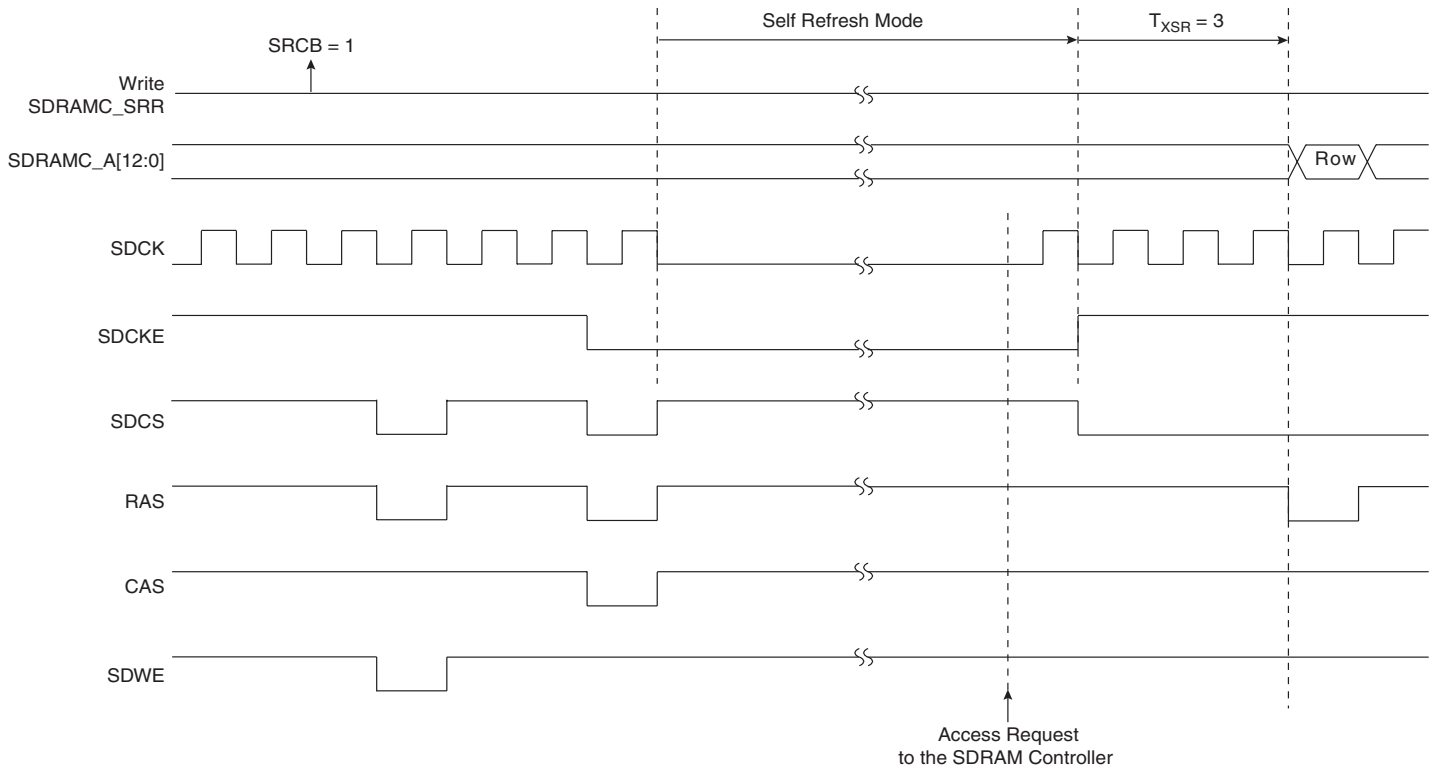 Self Refresh Mode
TXSR = 3
SRCB = 1
Write
SDRAMC_SRR
SDRAMC_A[12:0]
Row
SDCK
SDCKE
SDCS
RAS
CAS
SDWE
Access Request
to the SDRAM Controller